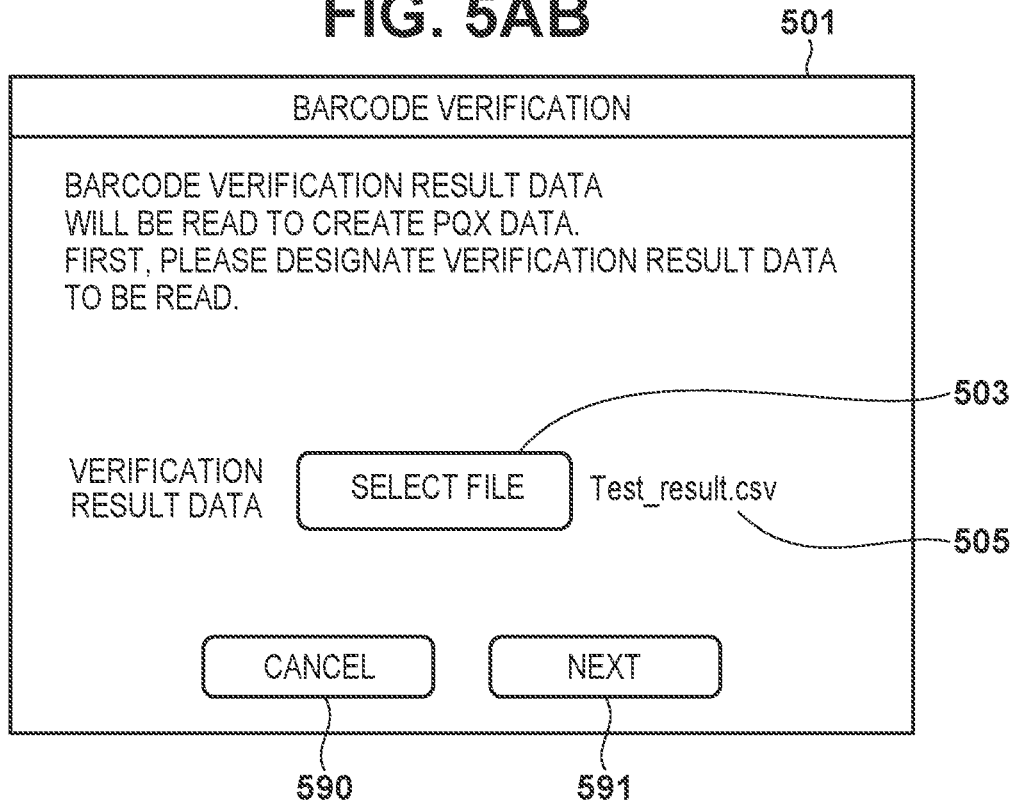 FIG. 5AB
501
BARCODE VERIFICATION
BARCODE VERIFICATION RESULT DATA
WILL BE READ TO CREATE PQX DATA.
FIRST, PLEASE DESIGNATE VERIFICATION RESULT DATA
TO BE READ.
503
VERIFICATION
RESULT DATA
SELECT FILE
Test_result.csv
505
CANCEL
NEXT
590
591